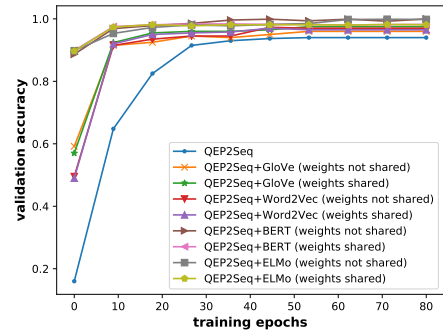 1.0
0.8
0.6
0.4
0.2
validation accuracy
QEP2Seq
QEP2Seq+GloVe (weights not shared)
QEP2Seq+GloVe (weights shared)
QEP2Seq+Word2Vec (weights not shared)
QEP2Seq+Word2Vec (weights shared)
QEP2Seq+BERT (weights not shared)
QEP2Seq+BERT (weights shared)
QEP2Seq+ELMo (weights not shared)
QEP2Seq+ELMo (weights shared)
0 10 20 30 40 50 60 70 80
training epochs